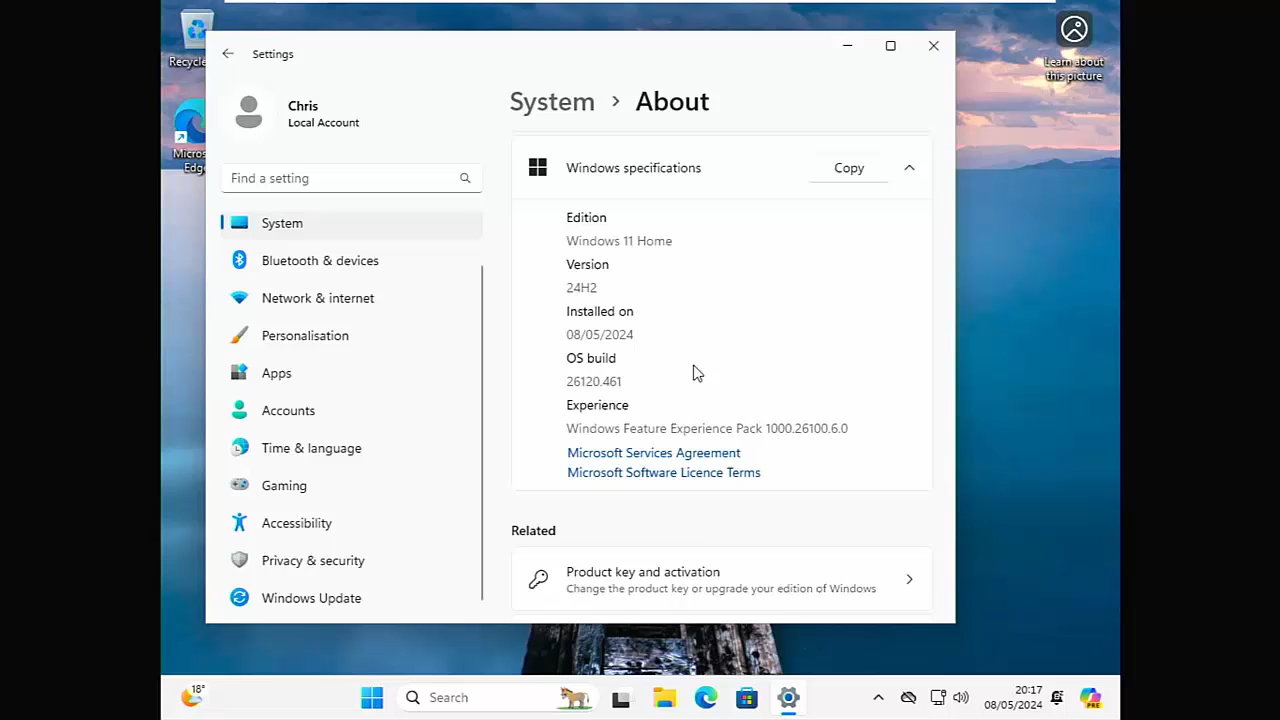 Recycle
Learn about
this picture
Micros
Edge
Settings
Chris
Local Account
Find a setting
System
Bluetooth & devices
Network & internet
Personalisation
Apps
Accounts
Time & language
Gaming
Accessibility
Privacy & security
Windows Update
System > About
Windows specifications
Copy
Edition
Windows 11 Home
Version
24H2
Installed on
08/05/2024
OS build
26120.461
Experience
Windows Feature Experience Pack 1000.26100.6.0
Microsoft Services Agreement
Microsoft Software Licence Terms
Related
Product key and activation
Change the product key or upgrade your edition of Windows
18°
Search
20:17
08/05/2024
PRE